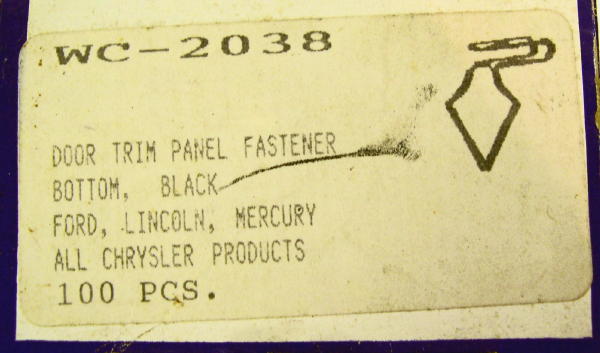 WC-2038
DOOR TRIM PANEL FASTENER
BOTTOM, BLACK
FORD, LINCOLN, MERCURY
ALL CHRYSLER PRODUCTS
100 PCS.